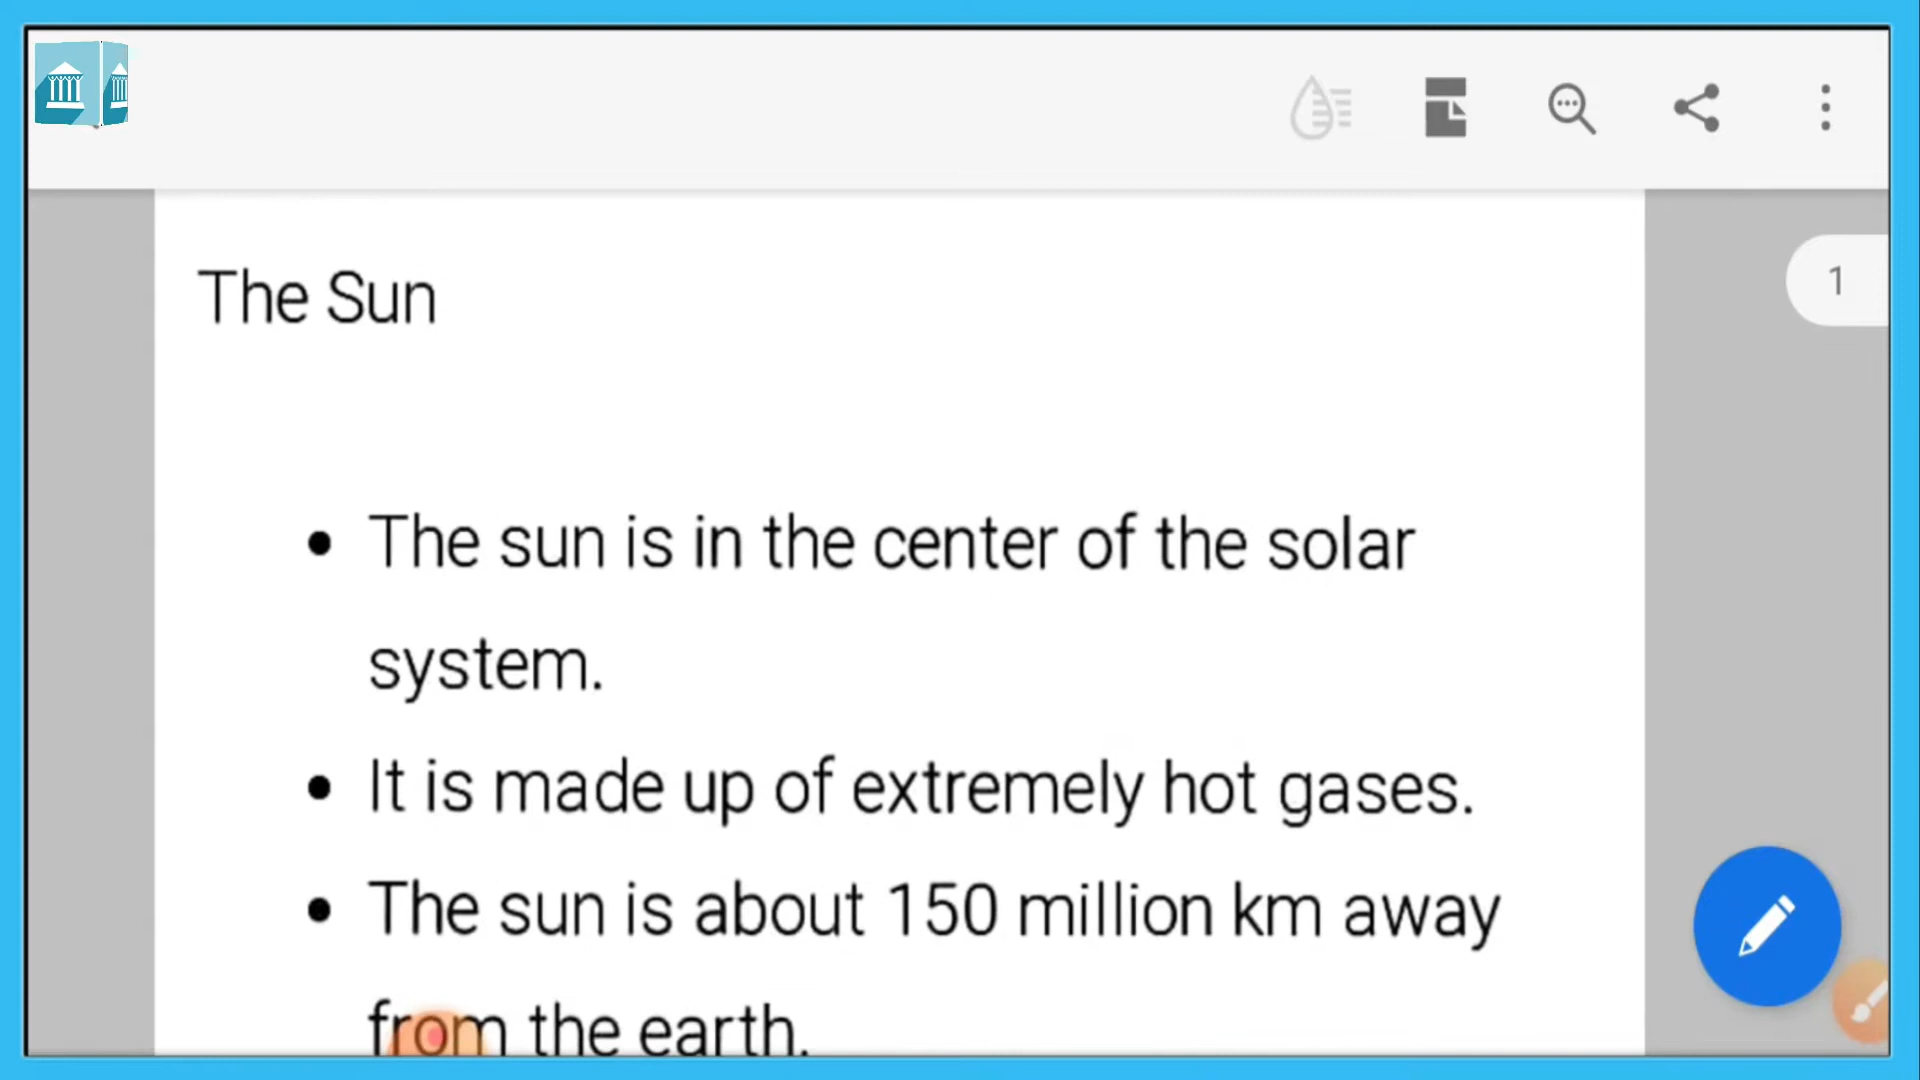 1
The Sun
• The sun is in the center of the solar
system.
• It is made up of extremely hot gases.
• The sun is about 150 million km away
from the earth.